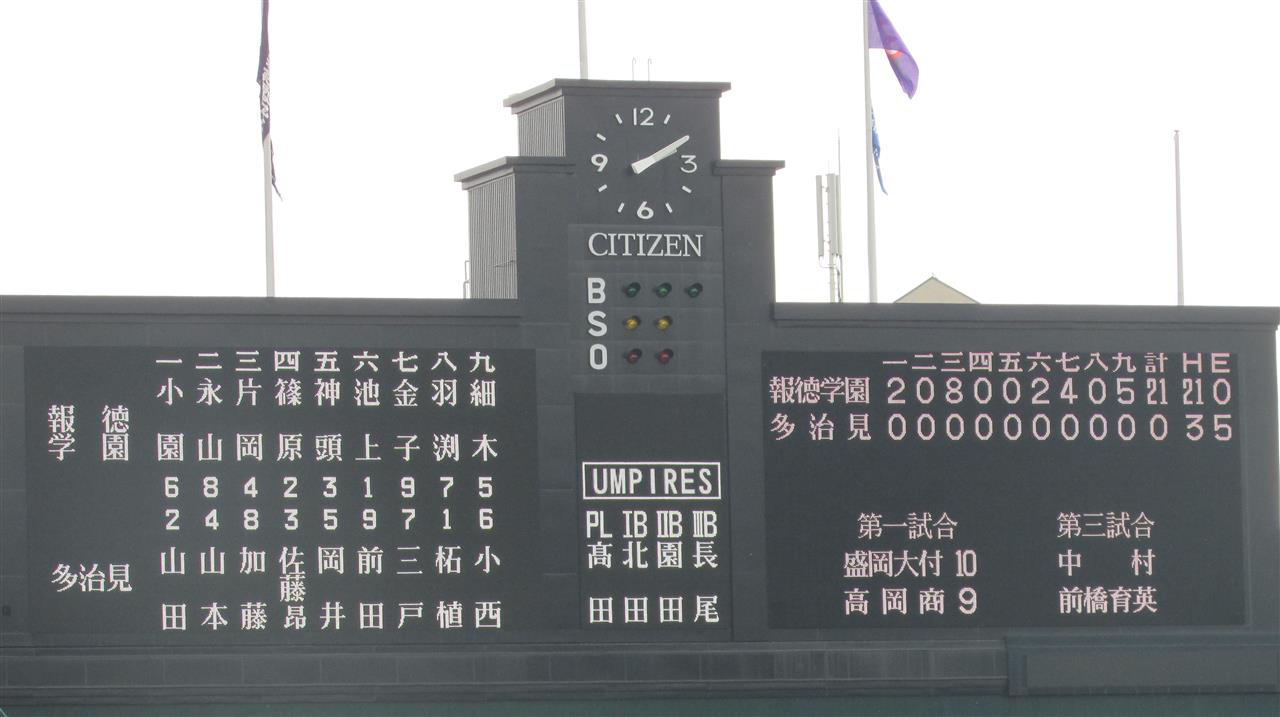 12
9 3
6
CITIZEN
B
S
O
一 二 三 四 五 六 七 八 九
報徳学園
小園 永山 片岡 篠原 神頭 池上 金子 羽渕 細木
6 8 4 2 3 1 9 7 5
2 4 8 3 5 9 7 1 6
多治見
山田 山本 加藤 佐藤昂 岡井 前田 三戸 柘植 小西
UMPIRES
PL ⅠB ⅡB ⅢB
髙田 北田 園田 長尾
一 二 三 四 五 六 七 八 九 計 H E
報徳学園 2 0 8 0 0 2 4 0 5 21 21 0
多治見 0 0 0 0 0 0 0 0 0 0 3 5
第一試合 第三試合
盛岡大付 10 中村
高岡商 9 前橋育英